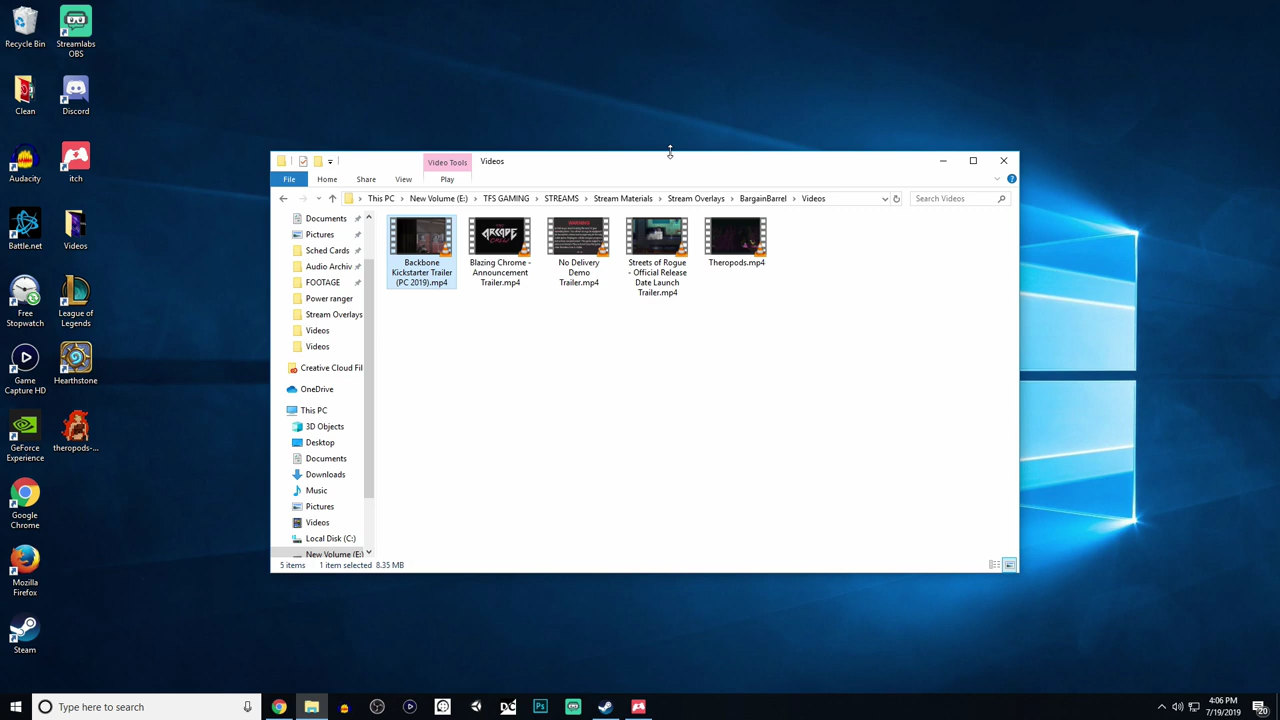 Recycle Bin
Streamlabs
OBS
Clean
Discord
Audacity
itch
Battle.net
Videos
Free
Stopwatch
League of
Legends
Game
Capture HD
Hearthstone
GeForce
Experience
theropods-...
Google
Chrome
Mozilla
Firefox
Steam
Video Tools
Videos
File
Home
Share
View
Play
This PC
New Volume (E:)
TFS GAMING
STREAMS
Stream Materials
Stream Overlays
BargainBarrel
Videos
Search Videos
Documents
Pictures
Sched Cards
Audio Archiv
FOOTAGE
Power ranger
Stream Overlays
Videos
Videos
Creative Cloud Fil
OneDrive
This PC
3D Objects
Desktop
Documents
Downloads
Music
Pictures
Videos
Local Disk (C:)
New Volume (E:)
Backbone
Kickstarter Trailer
(PC 2019).mp4
ARCADE
CREW
Blazing Chrome -
Announcement
Trailer.mp4
No Delivery
Demo
Trailer.mp4
Streets of Rogue
- Official Release
Date Launch
Trailer.mp4
Theropods.mp4
5 items
1 item selected 8.35 MB
Type here to search
Ps
4:06 PM
7/19/2019
20